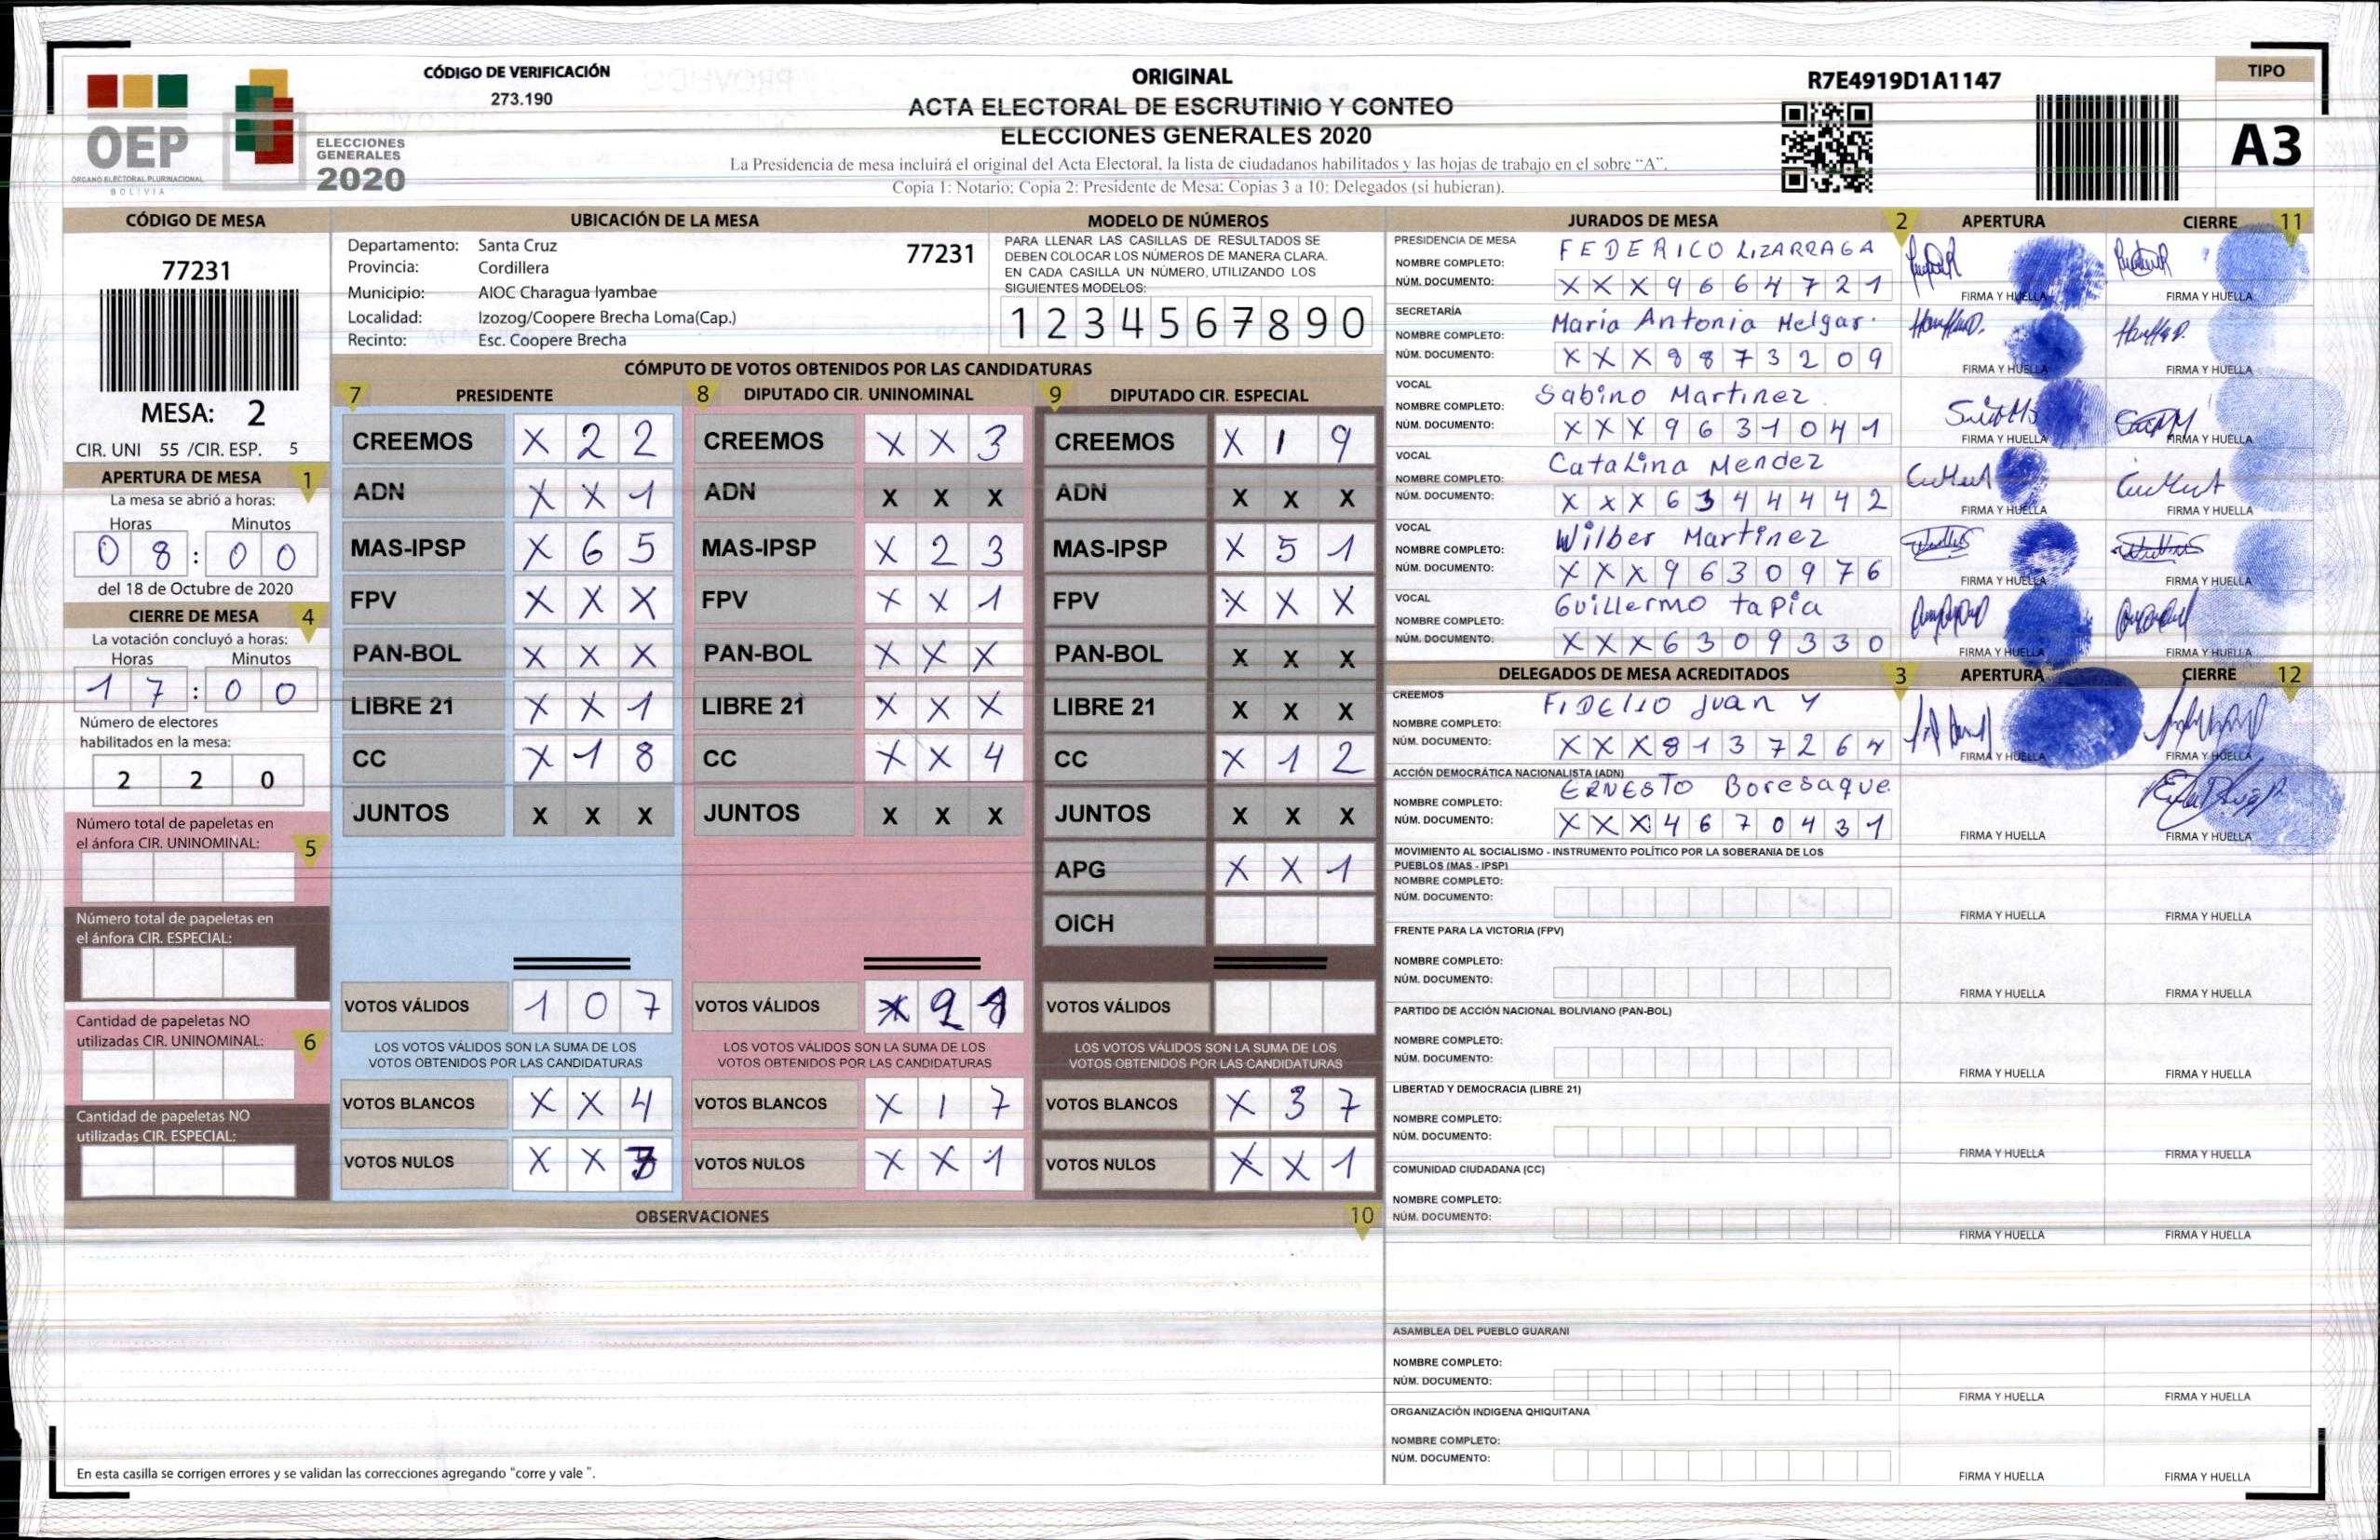 CÓDIGO DE VERIFICACIÓN
273.190
OEP
ÓRGANO ELECTORAL PLURINACIONAL
BOLIVIA
ELECCIONES
GENERALES
2020
ORIGINAL
ACTA ELECTORAL DE ESCRUTINIO Y CONTEO
ELECCIONES GENERALES 2020
La Presidencia de mesa incluirá el original del Acta Electoral, la lista de ciudadanos habilitados y las hojas de trabajo en el sobre “A”.
Copia 1: Notario; Copia 2: Presidente de Mesa; Copias 3 a 10: Delegados (si hubieran).
R7E4919D1A1147
TIPO
A3
CÓDIGO DE MESA
77231
MESA: 2
CIR. UNI 55 /CIR. ESP. 5
APERTURA DE MESA 1
La mesa se abrió a horas:
Horas Minutos
0 8 : 0 0
del 18 de Octubre de 2020
CIERRE DE MESA 4
La votación concluyó a horas:
Horas Minutos
1 7 : 0 0
Número de electores
habilitados en la mesa:
2 2 0
Número total de papeletas en
el ánfora CIR. UNINOMINAL: 5
Número total de papeletas en
el ánfora CIR. ESPECIAL:
Cantidad de papeletas NO
utilizadas CIR. UNINOMINAL: 6
Cantidad de papeletas NO
utilizadas CIR. ESPECIAL:
UBICACIÓN DE LA MESA
Departamento: Santa Cruz 77231
Provincia: Cordillera
Municipio: AIOC Charagua Iyambae
Localidad: Izozog/Coopere Brecha Loma(Cap.)
Recinto: Esc. Coopere Brecha
MODELO DE NÚMEROS
PARA LLENAR LAS CASILLAS DE RESULTADOS SE
DEBEN COLOCAR LOS NÚMEROS DE MANERA CLARA.
EN CADA CASILLA UN NÚMERO, UTILIZANDO LOS
SIGUIENTES MODELOS:
1 2 3 4 5 6 7 8 9 0
CÓMPUTO DE VOTOS OBTENIDOS POR LAS CANDIDATURAS
7 PRESIDENTE 8 DIPUTADO CIR. UNINOMINAL 9 DIPUTADO CIR. ESPECIAL
CREEMOS X 2 2 CREEMOS X X 3 CREEMOS X 1 9
ADN X X 1 ADN X X X ADN X X X
MAS-IPSP X 6 5 MAS-IPSP X 2 3 MAS-IPSP X 5 1
FPV X X X FPV X X 1 FPV X X X
PAN-BOL X X X PAN-BOL X X X PAN-BOL X X X
LIBRE 21 X X 1 LIBRE 21 X X X LIBRE 21 X X X
CC X 1 8 CC X X 4 CC X 1 2
JUNTOS X X X JUNTOS X X X JUNTOS X X X
APG X X 1
OICH
VOTOS VÁLIDOS 1 0 7 VOTOS VÁLIDOS VOTOS VÁLIDOS
LOS VOTOS VÁLIDOS SON LA SUMA DE LOS LOS VOTOS VÁLIDOS SON LA SUMA DE LOS LOS VOTOS VÁLIDOS SON LA SUMA DE LOS
VOTOS OBTENIDOS POR LAS CANDIDATURAS VOTOS OBTENIDOS POR LAS CANDIDATURAS VOTOS OBTENIDOS POR LAS CANDIDATURAS
VOTOS BLANCOS X X 4 VOTOS BLANCOS X 1 7 VOTOS BLANCOS X 3 7
VOTOS NULOS X X VOTOS NULOS X X 1 VOTOS NULOS X X 1
OBSERVACIONES 10
En esta casilla se corrigen errores y se validan las correcciones agregando “corre y vale ”.
JURADOS DE MESA 2 APERTURA CIERRE 11
PRESIDENCIA DE MESA
NOMBRE COMPLETO: FEDERICO LIZARRAGA
NÚM. DOCUMENTO: X X X 9 6 6 4 7 2 1
FIRMA Y HUELLA FIRMA Y HUELLA
SECRETARÍA
NOMBRE COMPLETO: Maria Antonia Melgar.
NÚM. DOCUMENTO: X X X 9 8 7 3 2 0 9
FIRMA Y HUELLA FIRMA Y HUELLA
VOCAL
NOMBRE COMPLETO: Sabino Martinez
NÚM. DOCUMENTO: X X X 9 6 3 1 0 4 1
FIRMA Y HUELLA FIRMA Y HUELLA
VOCAL
NOMBRE COMPLETO: Catalina Mendez
NÚM. DOCUMENTO: X X X 6 3 4 4 4 4 2
FIRMA Y HUELLA FIRMA Y HUELLA
VOCAL
NOMBRE COMPLETO: Wilber Martinez
NÚM. DOCUMENTO: X X X 9 6 3 0 9 7 6
FIRMA Y HUELLA FIRMA Y HUELLA
VOCAL
NOMBRE COMPLETO: Guillermo tapia
NÚM. DOCUMENTO: X X X 6 3 0 9 3 3 0
FIRMA Y HUELLA FIRMA Y HUELLA
DELEGADOS DE MESA ACREDITADOS 3 APERTURA CIERRE 12
CREEMOS
NOMBRE COMPLETO: FIDELIO Juan Y
NÚM. DOCUMENTO: X X X 8 1 3 7 2 6 4
FIRMA Y HUELLA FIRMA Y HUELLA
ACCIÓN DEMOCRÁTICA NACIONALISTA (ADN)
NOMBRE COMPLETO: ERNESTO Boresaque
NÚM. DOCUMENTO: X X X 4 6 7 0 4 3 1
FIRMA Y HUELLA FIRMA Y HUELLA
MOVIMIENTO AL SOCIALISMO - INSTRUMENTO POLÍTICO POR LA SOBERANIA DE LOS
PUEBLOS (MAS - IPSP)
NOMBRE COMPLETO:
NÚM. DOCUMENTO:
FIRMA Y HUELLA FIRMA Y HUELLA
FRENTE PARA LA VICTORIA (FPV)
NOMBRE COMPLETO:
NÚM. DOCUMENTO:
FIRMA Y HUELLA FIRMA Y HUELLA
PARTIDO DE ACCIÓN NACIONAL BOLIVIANO (PAN-BOL)
NOMBRE COMPLETO:
NÚM. DOCUMENTO:
FIRMA Y HUELLA FIRMA Y HUELLA
LIBERTAD Y DEMOCRACIA (LIBRE 21)
NOMBRE COMPLETO:
NÚM. DOCUMENTO:
FIRMA Y HUELLA FIRMA Y HUELLA
COMUNIDAD CIUDADANA (CC)
NOMBRE COMPLETO:
NÚM. DOCUMENTO:
FIRMA Y HUELLA FIRMA Y HUELLA
ASAMBLEA DEL PUEBLO GUARANI
NOMBRE COMPLETO:
NÚM. DOCUMENTO:
FIRMA Y HUELLA FIRMA Y HUELLA
ORGANIZACIÓN INDIGENA QHIQUITANA
NOMBRE COMPLETO:
NÚM. DOCUMENTO:
FIRMA Y HUELLA FIRMA Y HUELLA